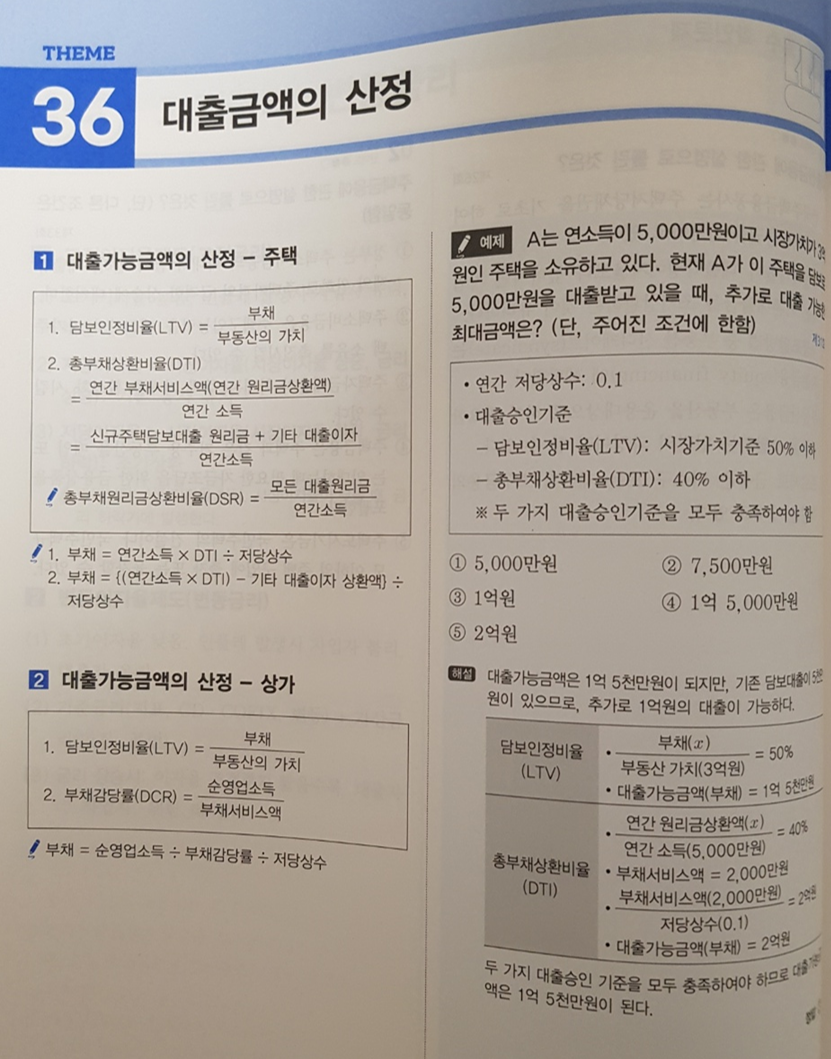 THEME
36 대출금액의 산정
1 대출가능금액의 산정 – 주택
1. 담보인정비율(LTV) = 부채 / 부동산의 가치
2. 총부채상환비율(DTI)
= 연간 부채서비스액(연간 원리금상환액) / 연간 소득
= 신규주택담보대출 원리금 + 기타 대출이자 / 연간소득
총부채원리금상환비율(DSR) = 모든 대출원리금 / 연간소득
1. 부채 = 연간소득 × DTI ÷ 저당상수
2. 부채 = {(연간소득 × DTI) – 기타 대출이자 상환액} ÷
저당상수
2 대출가능금액의 산정 – 상가
1. 담보인정비율(LTV) = 부채 / 부동산의 가치
2. 부채감당률(DCR) = 순영업소득 / 부채서비스액
부채 = 순영업소득 ÷ 부채감당률 ÷ 저당상수
예제 A는 연소득이 5,000만원이고 시장가치가 3억
원인 주택을 소유하고 있다. 현재 A가 이 주택을 담보로
5,000만원을 대출받고 있을 때, 추가로 대출 가능한
최대금액은? (단, 주어진 조건에 한함)
• 연간 저당상수: 0.1
• 대출승인기준
– 담보인정비율(LTV): 시장가치기준 50% 이하
– 총부채상환비율(DTI): 40% 이하
※ 두 가지 대출승인기준을 모두 충족하여야 함
① 5,000만원 ② 7,500만원
③ 1억원 ④ 1억 5,000만원
⑤ 2억원
해설 대출가능금액은 1억 5천만원이 되지만, 기존 담보대출이 5천만
원이 있으므로, 추가로 1억원의 대출이 가능하다.
담보인정비율
(LTV)
• 부채(x) / 부동산 가치(3억원) = 50%
• 대출가능금액(부채) = 1억 5천만원
총부채상환비율
(DTI)
• 연간 원리금상환액(x) / 연간 소득(5,000만원) = 40%
• 부채서비스액 = 2,000만원
• 부채서비스액(2,000만원) / 저당상수(0.1) = 2억원
• 대출가능금액(부채) = 2억원
두 가지 대출승인 기준을 모두 충족하여야 하므로
액은 1억 5천만원이 된다.